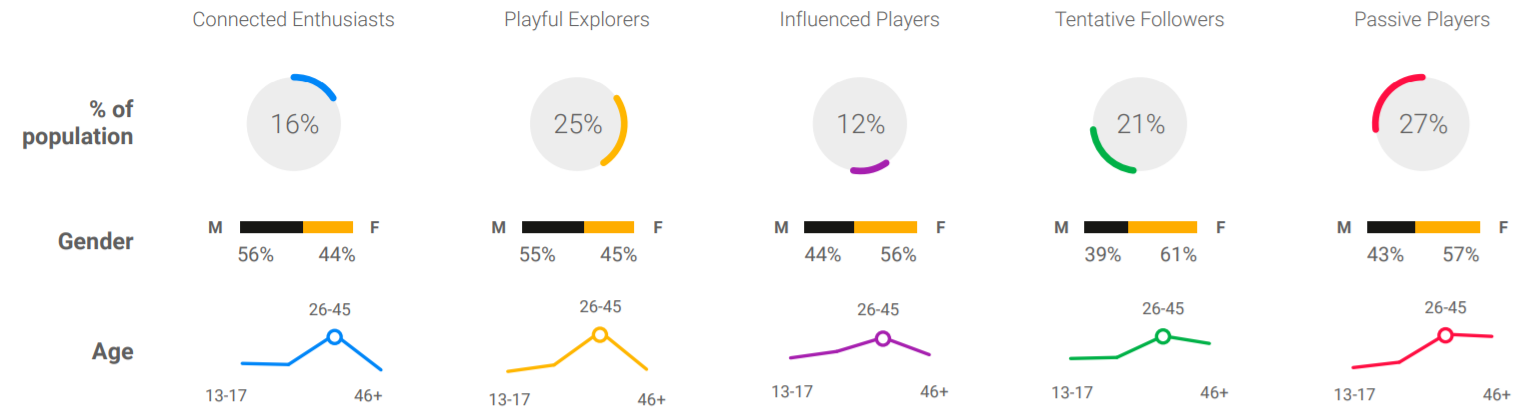 Connected Enthusiasts Playful Explorers Influenced Players Tentative Followers Passive Players
% of
population
16% 25% 12% 21% 27%
Gender
M F M F M F M F M F
56% 44% 55% 45% 44% 56% 39% 61% 43% 57%
Age
26-45 26-45 26-45 26-45 26-45
13-17 46+ 13-17 46+ 13-17 46+ 13-17 46+ 13-17 46+